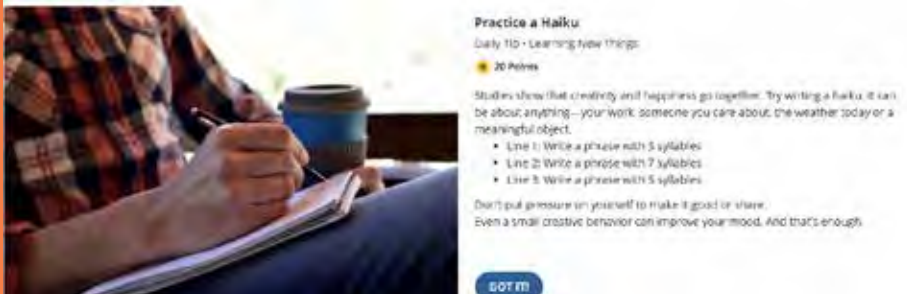 Practice a Haiku
Daily Tip • Learning New Things
20 Points
Studies show that creativity and happiness go together. Try writing a haiku. It can
be about anything—your work, someone you care about, the weather today or a
meaningful object.
• Line 1: Write a phrase with 5 syllables
• Line 2: Write a phrase with 7 syllables
• Line 3: Write a phrase with 5 syllables
Don't put pressure on yourself to make it good or share.
Even a small creative behavior can improve your mood. And that's enough.
GOT IT!